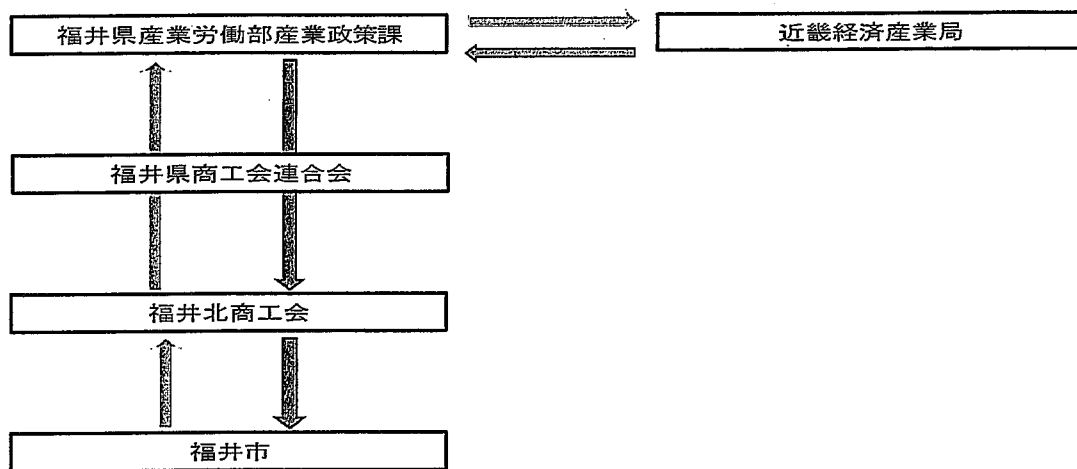 福井県産業労働部産業政策課
近畿経済産業局
福井県商工会連合会
福井北商工会
福井市